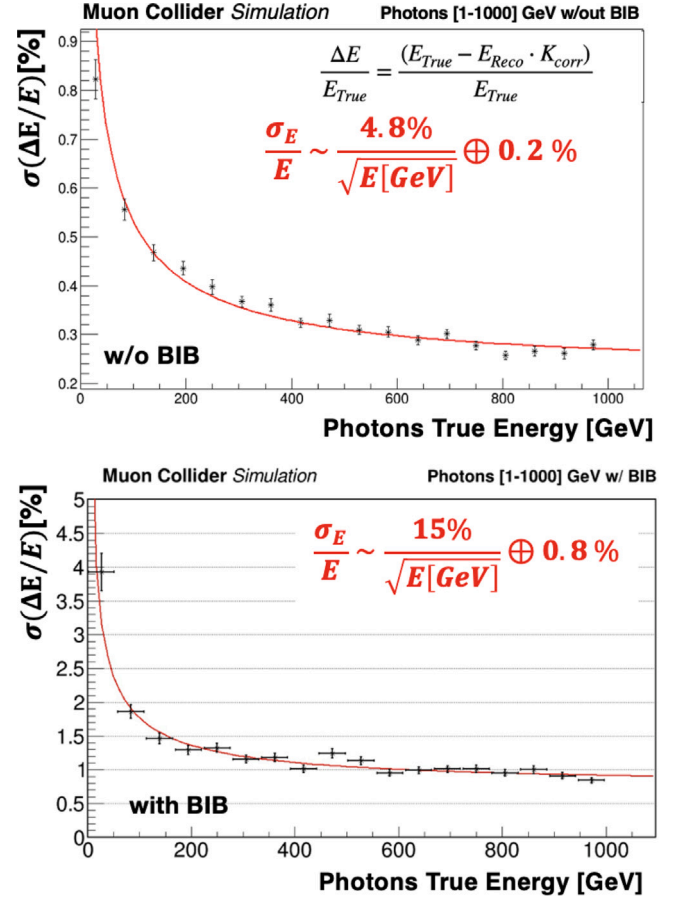 Muon Collider Simulation Photons [1-1000] GeV w/out BIB
σ(ΔE/E)[%]
ΔE/E_True = (E_True − E_Reco · K_corr)/E_True
σ_E/E ~ 4.8%/√E[GeV] ⊕ 0.2 %
0.9
0.8
0.7
0.6
0.5
0.4
0.3
0.2
w/o BIB
0 200 400 600 800 1000
Photons True Energy [GeV]
Muon Collider Simulation Photons [1-1000] GeV w/ BIB
σ(ΔE/E)[%]
σ_E/E ~ 15%/√E[GeV] ⊕ 0.8 %
5
4.5
4
3.5
3
2.5
2
1.5
1
0.5
0
with BIB
0 200 400 600 800 1000
Photons True Energy [GeV]